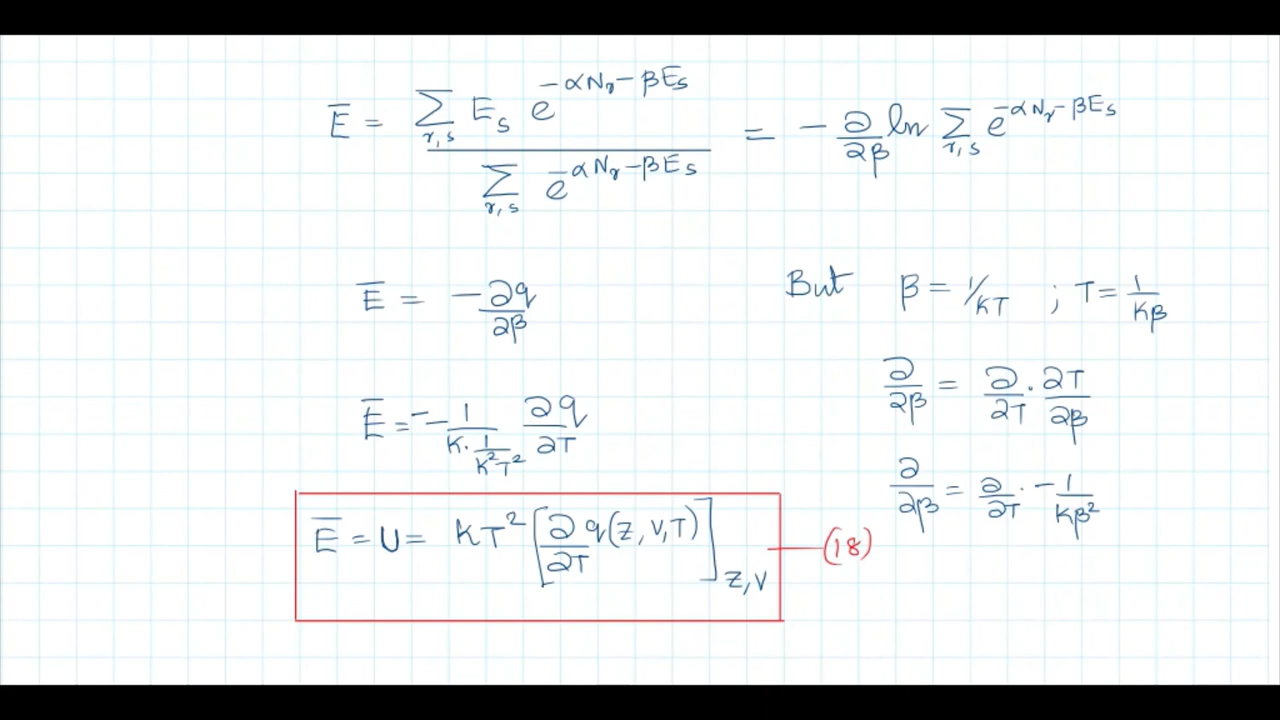 Ē = Σ_{r,s} E_s e^{-αN_r - βE_s} / Σ_{r,s} e^{-αN_r - βE_s} = - ∂/∂β ln Σ_{r,s} e^{-αN_r - βE_s}
Ē = - ∂q/∂β
But β = 1/KT ; T = 1/Kβ
∂/∂β = ∂/∂T · ∂T/∂β
Ē = - - 1/(K · 1/K²T²) ∂q/∂T
∂/∂β = ∂/∂T · - 1/Kβ²
Ē = U = KT² [∂/∂T q(Z,V,T)]_{Z,V} — (18)